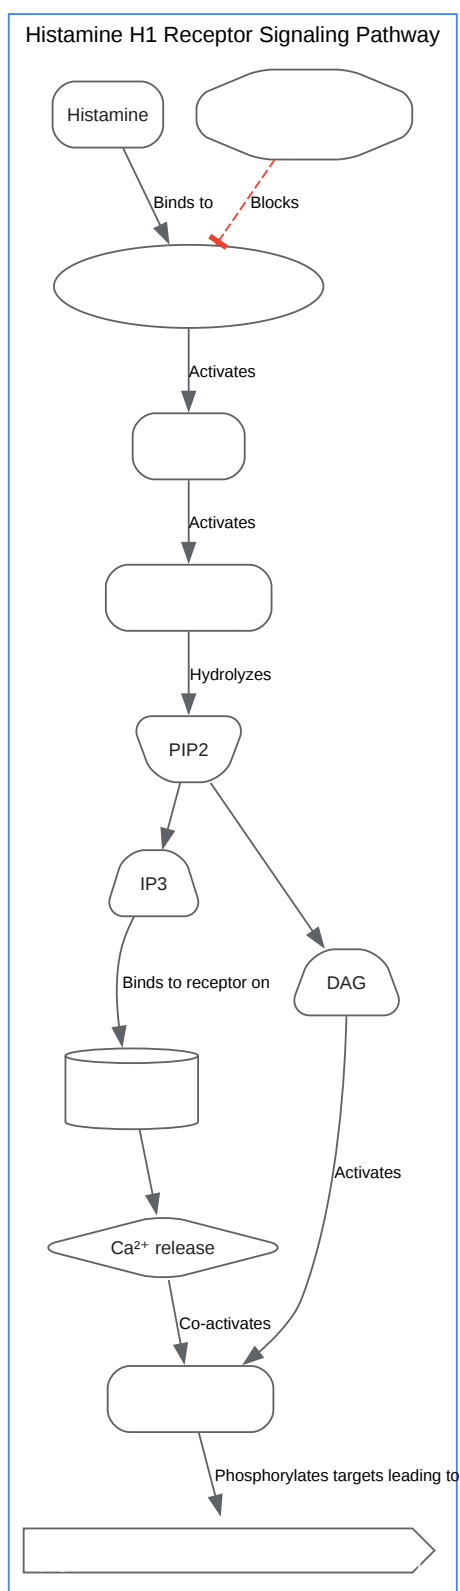 Histamine H1 Receptor Signaling Pathway
Histamine
Binds to
Blocks
Activates
Activates
Hydrolyzes
PIP2
IP3
DAG
Binds to receptor on
Activates
Ca²⁺ release
Co-activates
Phosphorylates targets leading to